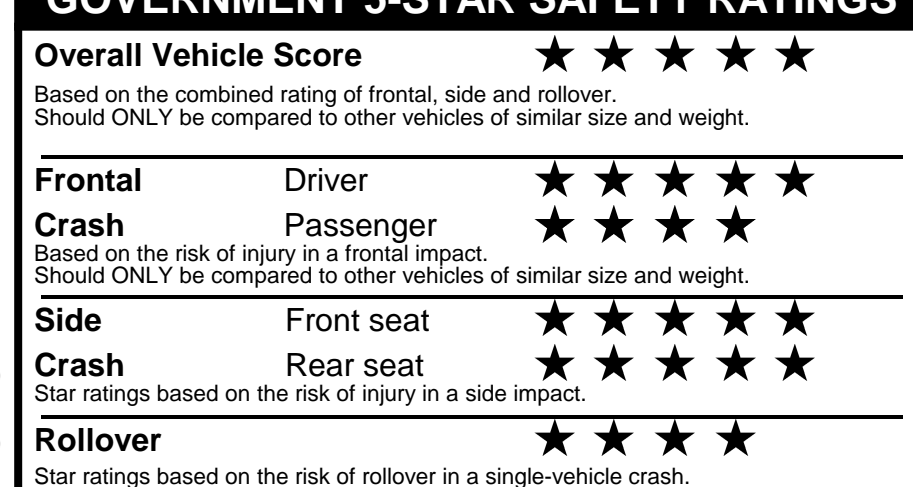 GOVERNMENT 5-STAR SAFETY RATINGS
Overall Vehicle Score ★ ★ ★ ★ ★
Based on the combined rating of frontal, side and rollover.
Should ONLY be compared to other vehicles of similar size and weight.
Frontal Driver ★ ★ ★ ★ ★
Crash Passenger ★ ★ ★ ★
Based on the risk of injury in a frontal impact.
Should ONLY be compared to other vehicles of similar size and weight.
Side Front seat ★ ★ ★ ★ ★
Crash Rear seat ★ ★ ★ ★ ★
Star ratings based on the risk of injury in a side impact.
Rollover ★ ★ ★ ★
Star ratings based on the risk of rollover in a single-vehicle crash.